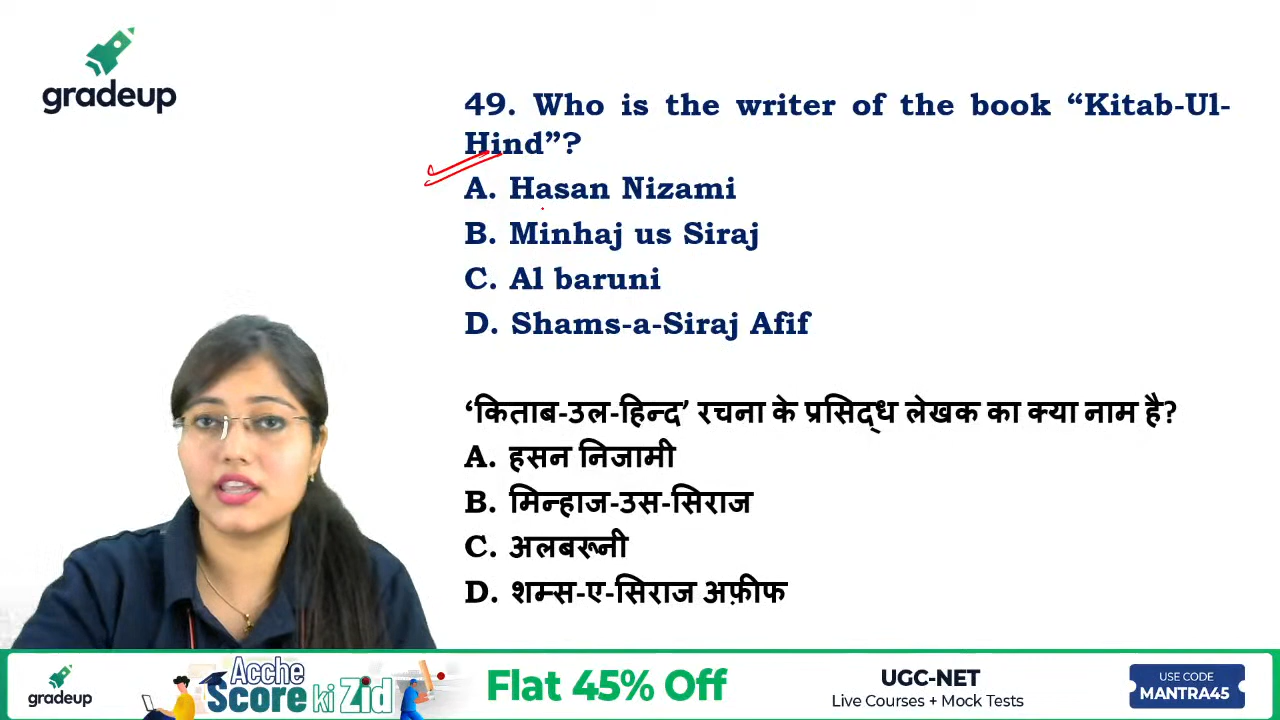 gradeup
49. Who is the writer of the book “Kitab-Ul-
Hind”?
A. Hasan Nizami
B. Minhaj us Siraj
C. Al baruni
D. Shams-a-Siraj Afif
‘किताब-उल-हिन्द’ रचना के प्रसिद्ध लेखक का क्या नाम है?
A. हसन निजामी
B. मिन्हाज-उस-सिराज
C. अलबरूनी
D. शम्स-ए-सिराज अफ़ीफ
gradeup
Acche
Score ki Zid
Flat 45% Off
UGC-NET
Live Courses + Mock Tests
USE CODE
MANTRA45